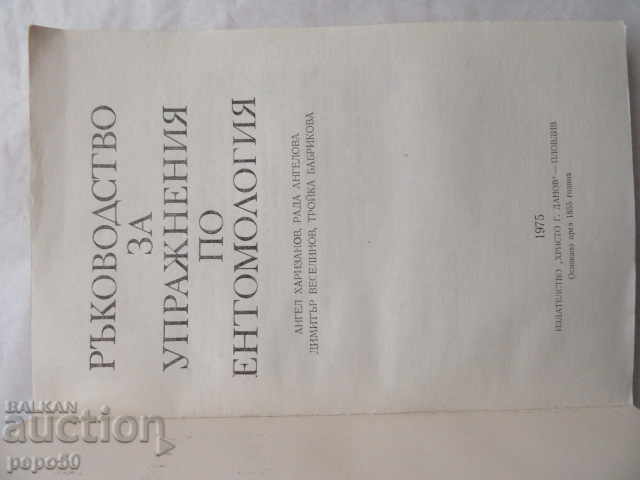 РЪКОВОДСТВО
ЗА
УПРАЖНЕНИЯ
ПО
ЕНТОМОЛОГИЯ
АНГЕЛ ХАРИЗАНОВ, РАДА АНГЕЛОВА
ДИМИТЪР ВЕСЕЛИНОВ, ТРОЙКА БАБРИКОВА
1975
ИЗДАТЕЛСТВО „ХРИСТО Г. ДАНОВ“ — ПЛОВДИВ
Основано през 1855 година
BALKAN
auction
pepo59